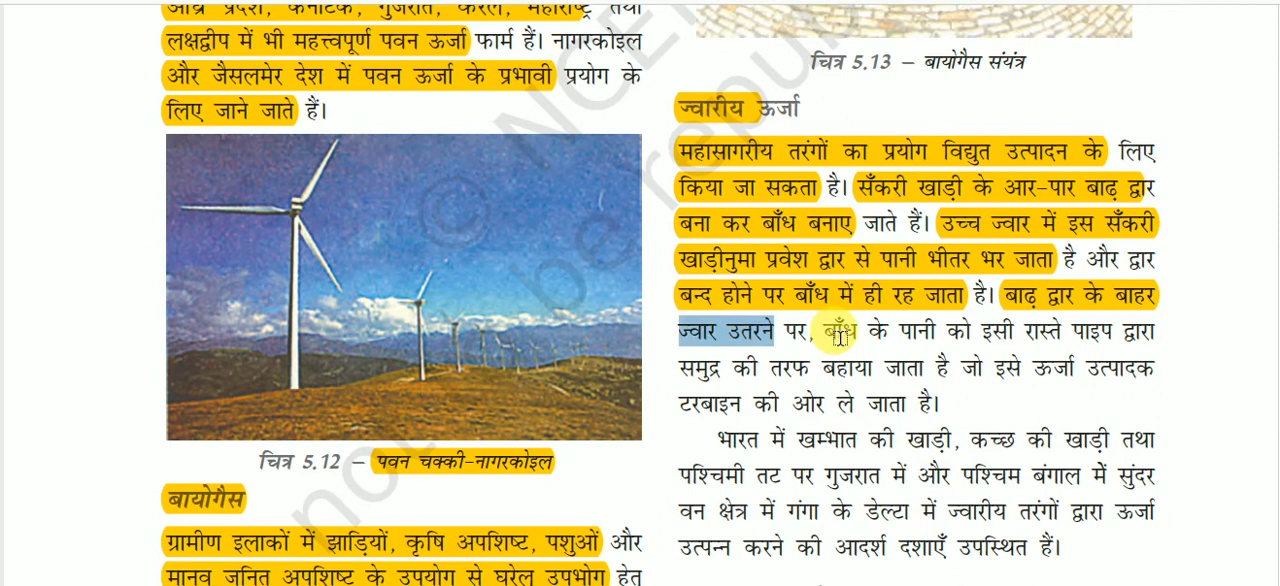 आंध्र प्रदेश, कर्नाटक, गुजरात, केरल, महाराष्ट्र तथा
लक्षद्वीप में भी महत्त्वपूर्ण पवन ऊर्जा फार्म हैं। नागरकोइल
और जैसलमेर देश में पवन ऊर्जा के प्रभावी प्रयोग के
लिए जाने जाते हैं।
चित्र 5.12 – पवन चक्की-नागरकोइल
बायोगैस
ग्रामीण इलाकों में झाड़ियों, कृषि अपशिष्ट, पशुओं और
मानव जनित अपशिष्ट के उपयोग से घरेलू उपभोग हेतु
चित्र 5.13 – बायोगैस संयंत्र
ज्वारीय ऊर्जा
महासागरीय तरंगों का प्रयोग विद्युत उत्पादन के लिए
किया जा सकता है। सँकरी खाड़ी के आर-पार बाढ़ द्वार
बना कर बाँध बनाए जाते हैं। उच्च ज्वार में इस सँकरी
खाड़ीनुमा प्रवेश द्वार से पानी भीतर भर जाता है और द्वार
बन्द होने पर बाँध में ही रह जाता है। बाढ़ द्वार के बाहर
ज्वार उतरने पर, बाँध के पानी को इसी रास्ते पाइप द्वारा
समुद्र की तरफ बहाया जाता है जो इसे ऊर्जा उत्पादक
टरबाइन की ओर ले जाता है।
भारत में खम्भात की खाड़ी, कच्छ की खाड़ी तथा
पश्चिमी तट पर गुजरात में और पश्चिम बंगाल में सुंदर
वन क्षेत्र में गंगा के डेल्टा में ज्वारीय तरंगों द्वारा ऊर्जा
उत्पन्न करने की आदर्श दशाएँ उपस्थित हैं।